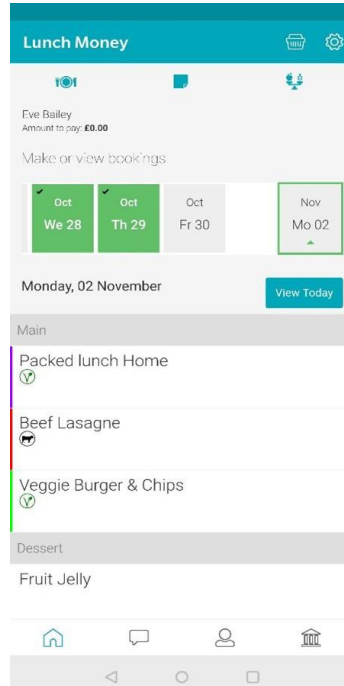 Lunch Money
Eve Bailey
Amount to pay: £0.00
Make or view bookings
Oct Oct Oct Nov
We 28 Th 29 Fr 30 Mo 02
Monday, 02 November View Today
Main
Packed lunch Home
V
Beef Lasagne
Veggie Burger & Chips
V
Dessert
Fruit Jelly